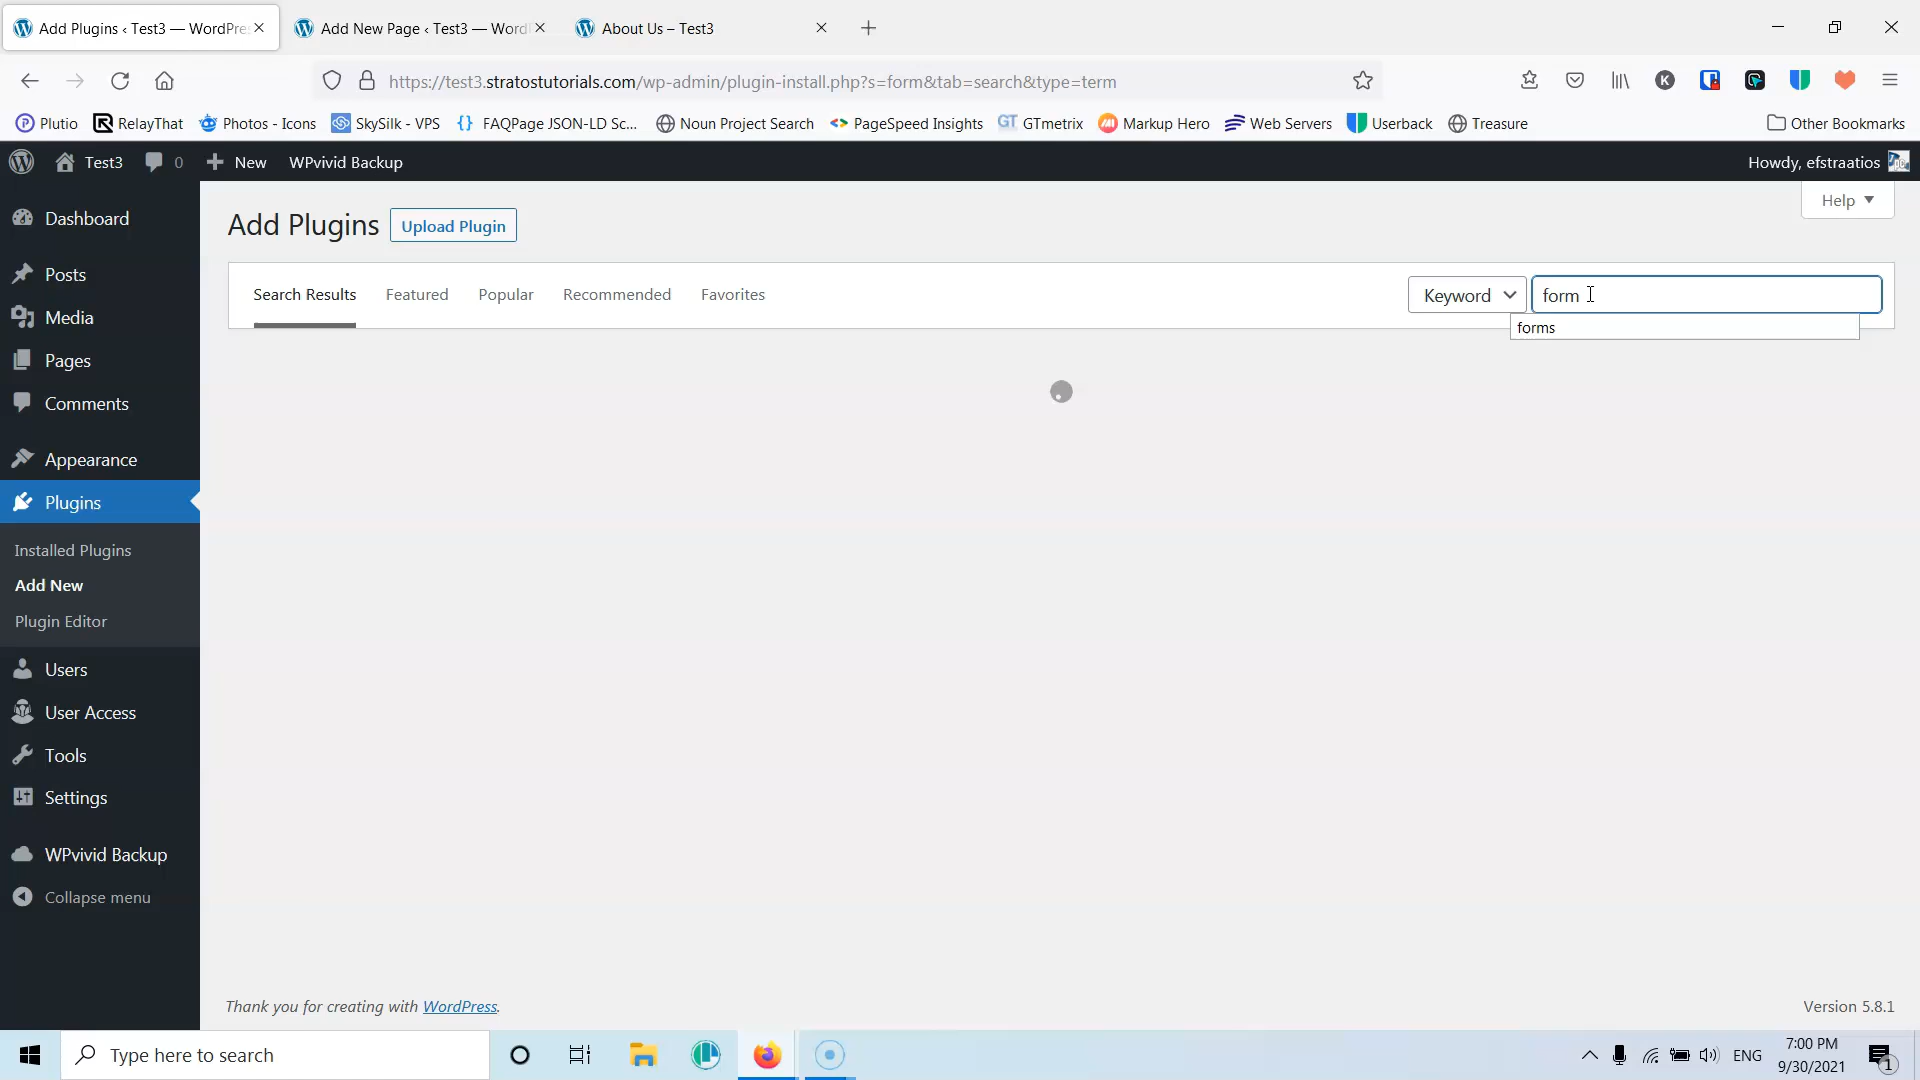 Add Plugins ‹ Test3 — WordPre
Add New Page ‹ Test3 — Word
About Us – Test3
https://test3.stratostutorials.com/wp-admin/plugin-install.php?s=form&tab=search&type=term
Plutio
RelayThat
Photos - Icons
SkySilk - VPS
FAQPage JSON-LD Sc...
Noun Project Search
PageSpeed Insights
GTmetrix
Markup Hero
Web Servers
Userback
Treasure
Other Bookmarks
Test3
0
New
WPvivid Backup
Howdy, efstraatios
Dashboard
Posts
Media
Pages
Comments
Appearance
Plugins
Installed Plugins
Add New
Plugin Editor
Users
User Access
Tools
Settings
WPvivid Backup
Collapse menu
Help
Add Plugins
Upload Plugin
Search Results
Featured
Popular
Recommended
Favorites
Keyword
form
forms
Thank you for creating with WordPress.
Version 5.8.1
Type here to search
ENG
7:00 PM
9/30/2021
1